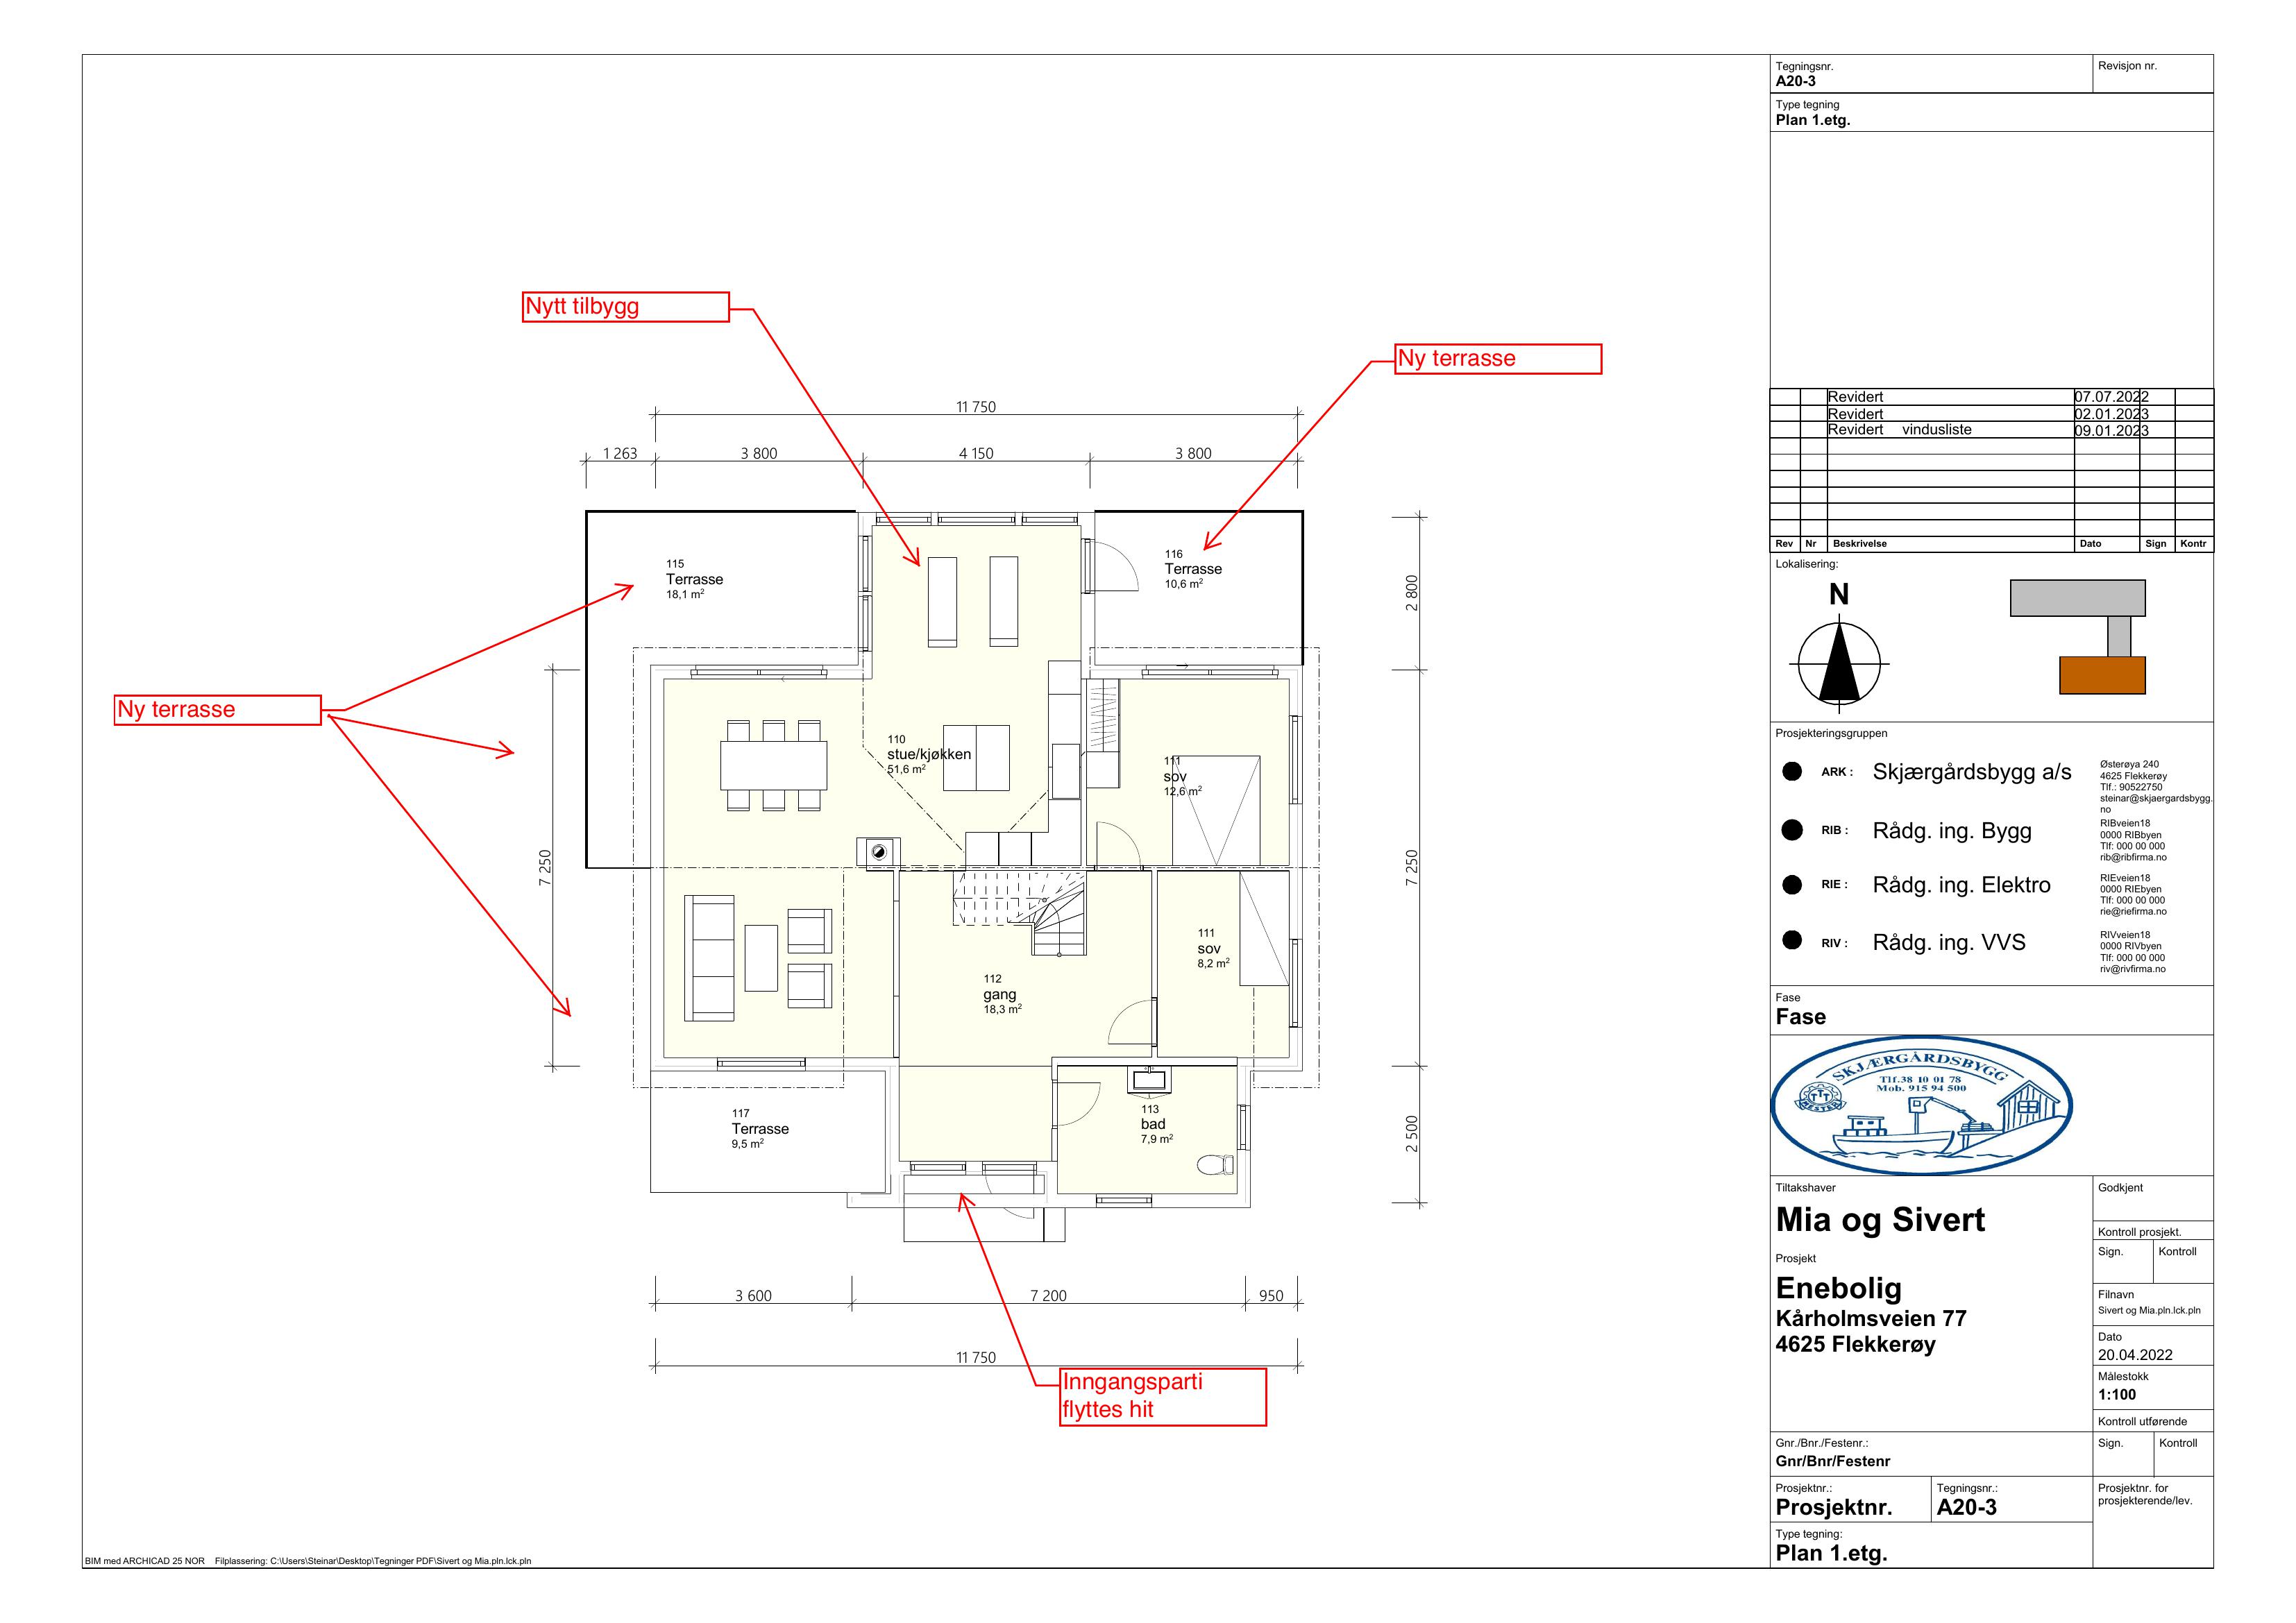 Tegningsnr.
A20-3
Revisjon nr.
Type tegning
Plan 1.etg.
Nytt tilbygg
Ny terrasse
11 750
1 263
3 800
4 150
3 800
115
Terrasse
18,1 m²
116
Terrasse
10,6 m²
2 800
Ny terrasse
110
stue/kjøkken
51,6 m²
111
sov
12,6 m²
7 250
7 250
111
sov
8,2 m²
112
gang
18,3 m²
117
Terrasse
9,5 m²
113
bad
7,9 m²
2 500
3 600
7 200
950
11 750
Inngangsparti
flyttes hit
Revidert 07.07.2022
Revidert 02.01.2023
Revidert vindusliste 09.01.2023
Rev Nr Beskrivelse Dato Sign Kontr
Lokalisering:
N
Prosjekteringsgruppen
ARK : Skjærgårdsbygg a/s
Østerøya 240
4625 Flekkerøy
Tlf.: 90522750
steinar@skjaergardsbygg.
no
RIB : Rådg. ing. Bygg
RIBveien18
0000 RIBbyen
Tlf: 000 00 000
rib@ribfirma.no
RIE : Rådg. ing. Elektro
RIEveien18
0000 RIEbyen
Tlf: 000 00 000
rie@riefirma.no
RIV : Rådg. ing. VVS
RIVveien18
0000 RIVbyen
Tlf: 000 00 000
riv@rivfirma.no
Fase
Fase
SKJÆRGÅRDSBYGG
Tlf.38 10 01 78
Mob. 915 94 500
MESTER
Tiltakshaver
Mia og Sivert
Godkjent
Kontroll prosjekt.
Sign. Kontroll
Prosjekt
Enebolig
Kårholmsveien 77
4625 Flekkerøy
Filnavn
Sivert og Mia.pln.lck.pln
Dato
20.04.2022
Målestokk
1:100
Kontroll utførende
Sign. Kontroll
Gnr./Bnr./Festenr.:
Gnr/Bnr/Festenr
Prosjektnr.:
Prosjektnr.
Tegningsnr.:
A20-3
Prosjektnr. for
prosjekterende/lev.
Type tegning:
Plan 1.etg.
BIM med ARCHICAD 25 NOR Filplassering: C:\Users\Steinar\Desktop\Tegninger PDF\Sivert og Mia.pln.lck.pln